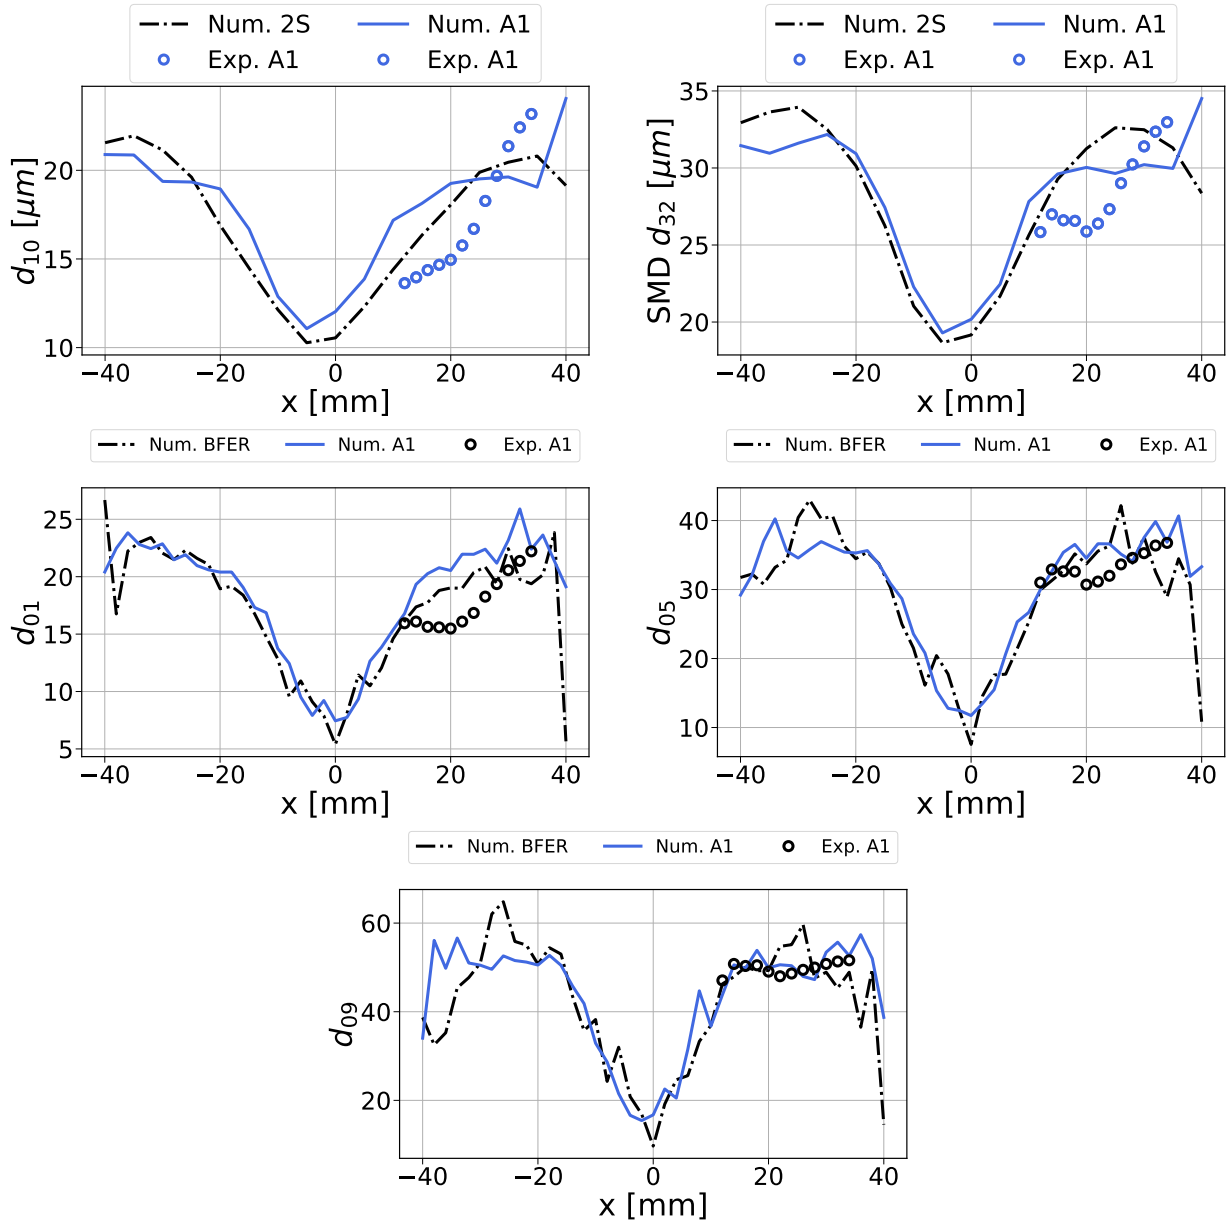 Num. 2S Num. A1
Exp. A1 Exp. A1
20
15
10
d10 [μm]
−40 −20 0 20 40
x [mm]
Num. 2S Num. A1
Exp. A1 Exp. A1
35
30
25
20
SMD d32 [μm]
−40 −20 0 20 40
x [mm]
Num. BFER Num. A1 Exp. A1
25
20
15
10
5
d01
−40 −20 0 20 40
x [mm]
Num. BFER Num. A1 Exp. A1
40
30
20
10
d05
−40 −20 0 20 40
x [mm]
Num. BFER Num. A1 Exp. A1
60
40
20
d09
−40 −20 0 20 40
x [mm]